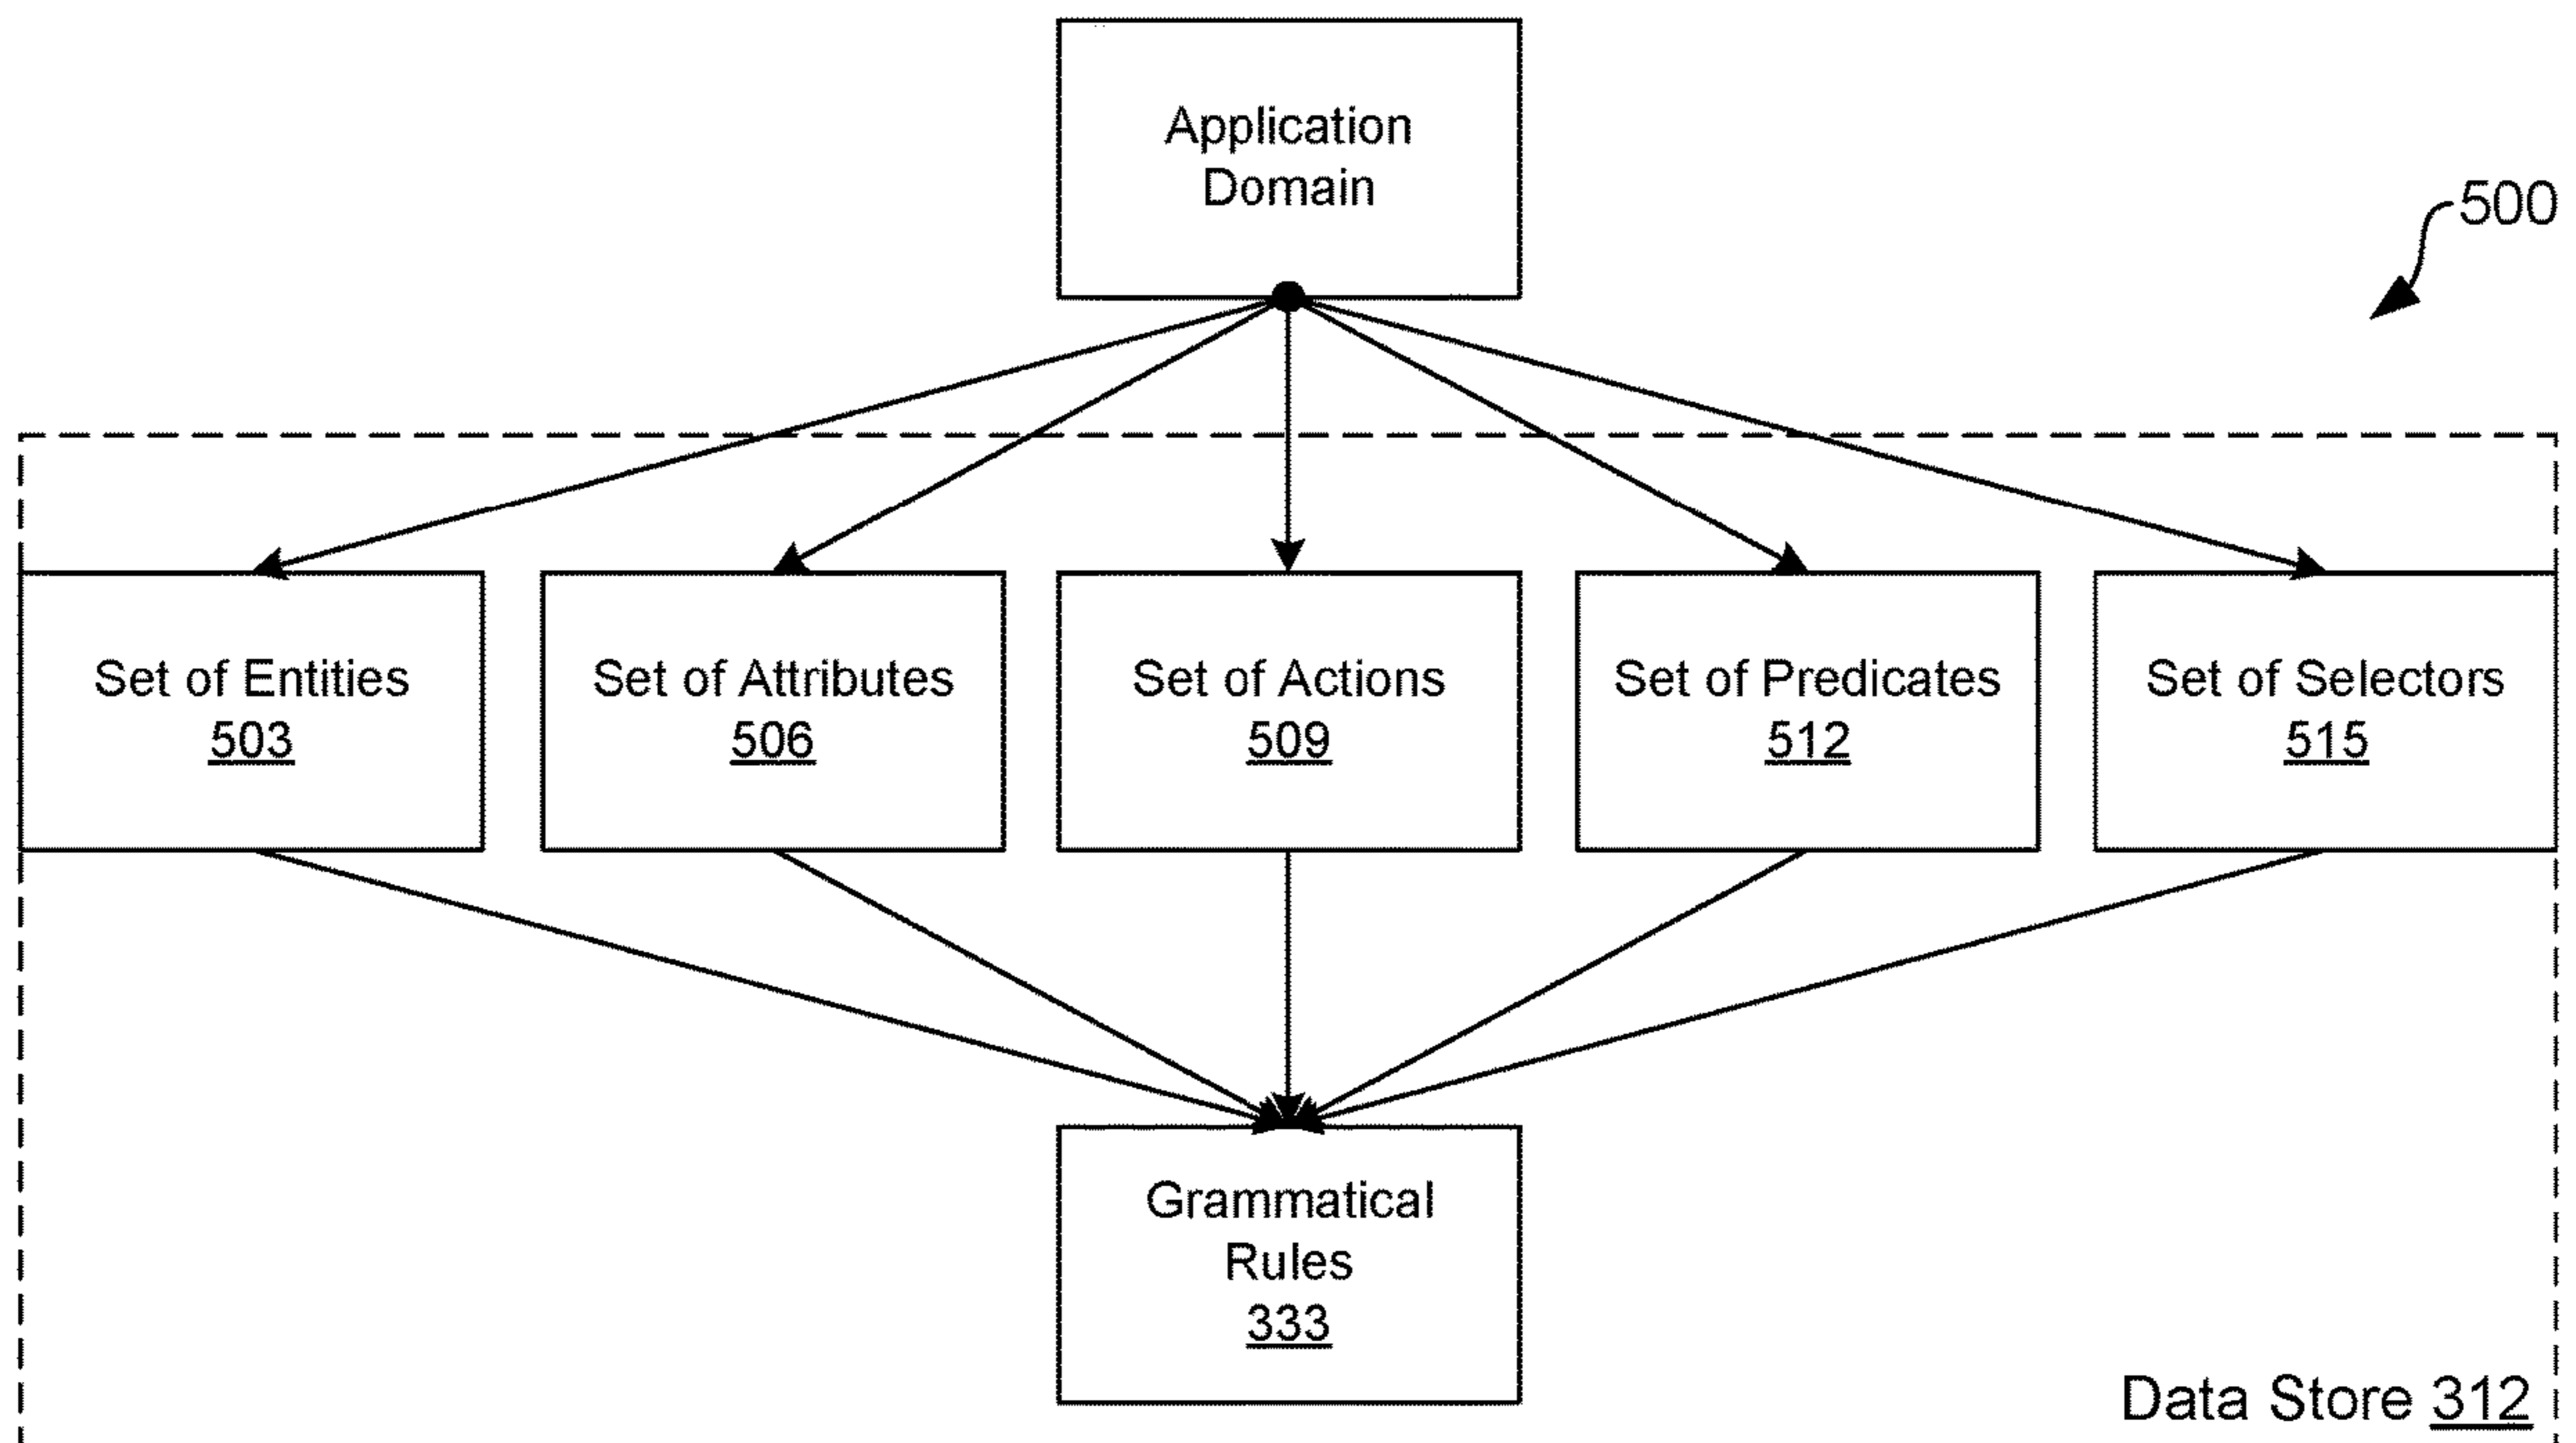 Application
Domain
500
Set of Entities
503
Set of Attributes
506
Set of Actions
509
Set of Predicates
512
Set of Selectors
515
Grammatical
Rules
333
Data Store 312